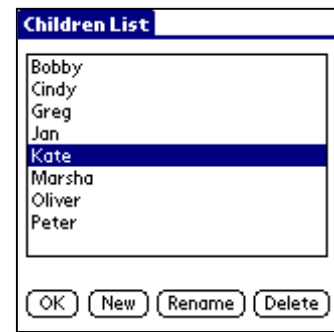 Children List
Bobby
Cindy
Greg
Jan
Kate
Marsha
Oliver
Peter
OK New Rename Delete